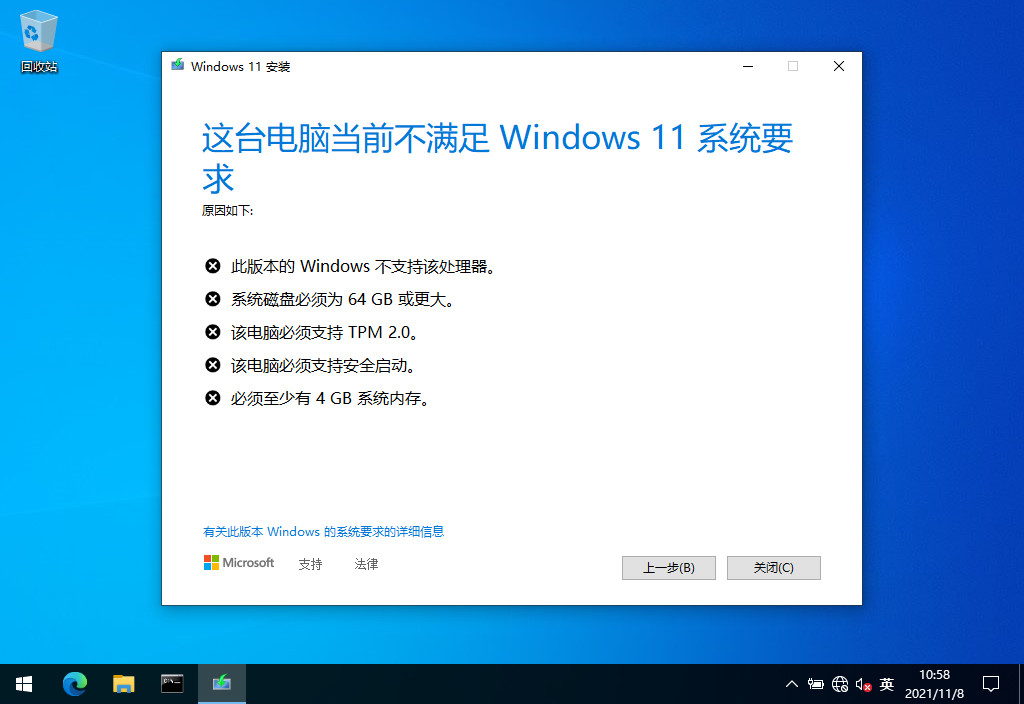 回收站
Windows 11 安装
这台电脑当前不满足 Windows 11 系统要
求
原因如下:
此版本的 Windows 不支持该处理器。
系统磁盘必须为 64 GB 或更大。
该电脑必须支持 TPM 2.0。
该电脑必须支持安全启动。
必须至少有 4 GB 系统内存。
有关此版本 Windows 的系统要求的详细信息
Microsoft 支持 法律
上一步(B) 关闭(C)
英
10:58
2021/11/8